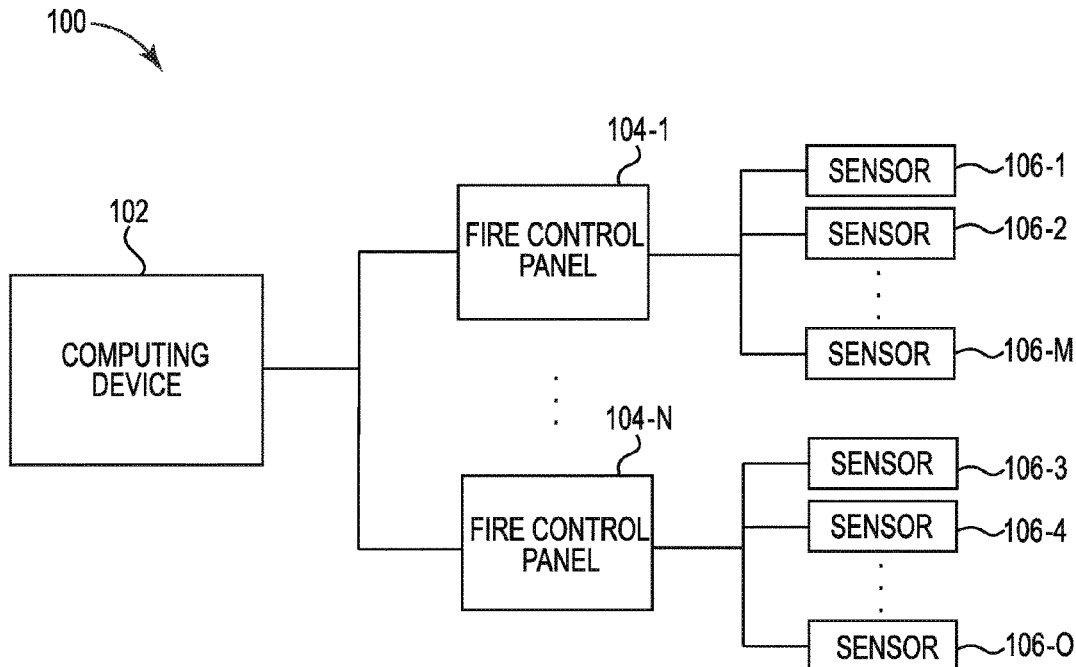 100
104-1
SENSOR
106-1
102
FIRE CONTROL
PANEL
SENSOR
106-2
COMPUTING
DEVICE
SENSOR
106-M
104-N
SENSOR
106-3
FIRE CONTROL
PANEL
SENSOR
106-4
SENSOR
106-O